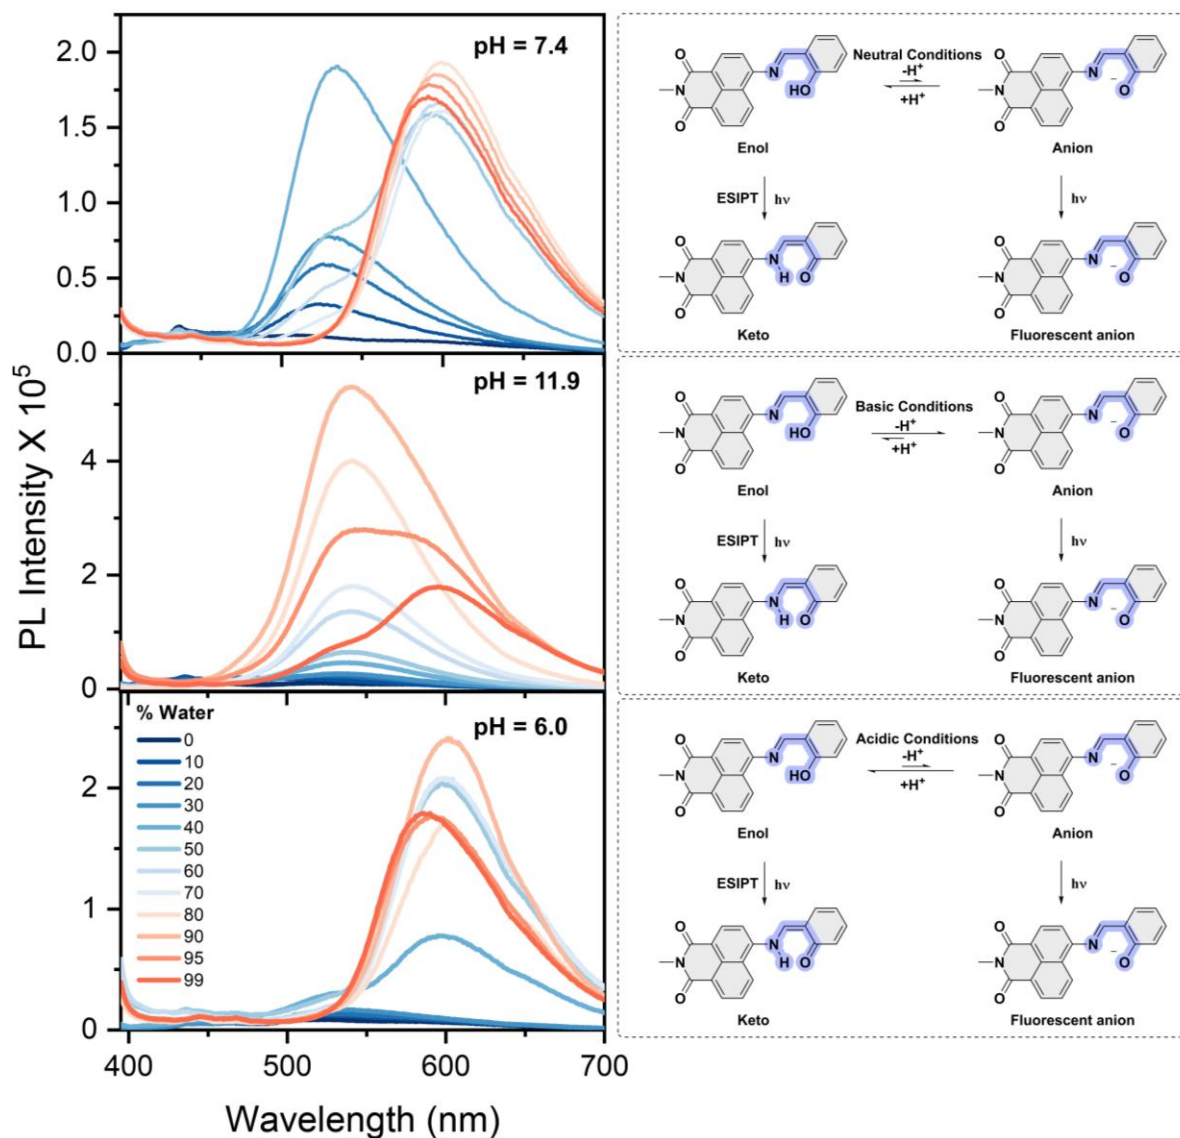 PL Intensity X 10⁵
pH = 7.4
2.0
1.5
1.0
0.5
0.0
pH = 11.9
4
2
0
pH = 6.0
2
1
0
% Water
0
10
20
30
40
50
60
70
80
90
95
99
400
500
600
700
Wavelength (nm)
O
N
O
N
HO
Enol
Neutral Conditions
-H⁺
+H⁺
O
N
O
N
-
O
Anion
ESIPT
hν
hν
O
N
O
N
H
O
Keto
O
N
O
N
-
O
Fluorescent anion
O
N
O
N
HO
Enol
Basic Conditions
-H⁺
+H⁺
O
N
O
N
-
O
Anion
ESIPT
hν
hν
O
N
O
N
H
O
Keto
O
N
O
N
-
O
Fluorescent anion
O
N
O
N
HO
Enol
Acidic Conditions
-H⁺
+H⁺
O
N
O
N
-
O
Anion
ESIPT
hν
hν
O
N
O
N
H
O
Keto
O
N
O
N
-
O
Fluorescent anion